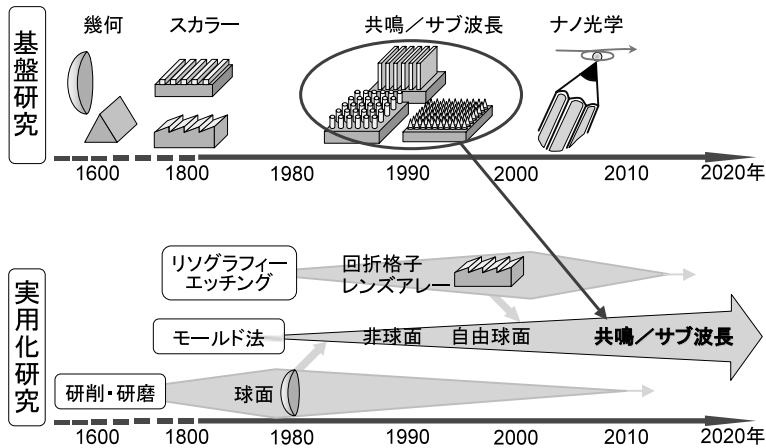 基盤研究
幾何 スカラー 共鳴／サブ波長 ナノ光学
1600 1800 1980 1990 2000 2010 2020年
実用化研究
リソグラフィー
エッチング
回折格子
レンズアレー
モールド法 非球面 自由球面 共鳴／サブ波長
研削・研磨 球面
1600 1800 1980 1990 2000 2010 2020年